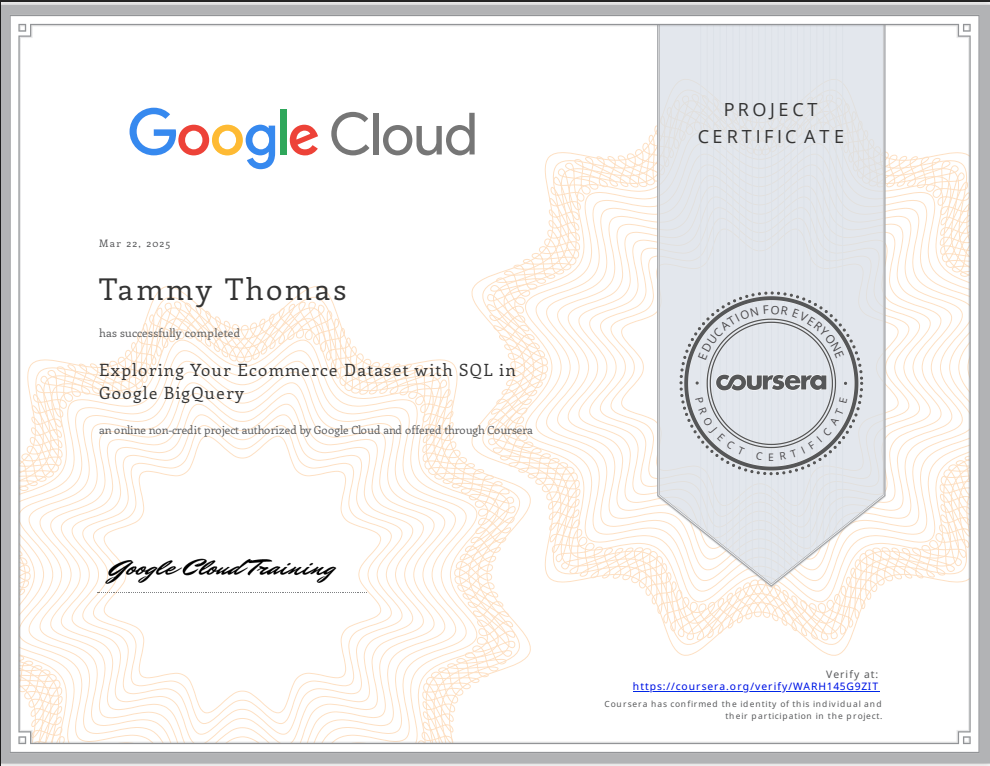 Google Cloud
PROJECT
CERTIFICATE
Mar 22, 2025
Tammy Thomas
has successfully completed
Exploring Your Ecommerce Dataset with SQL in
Google BigQuery
an online non-credit project authorized by Google Cloud and offered through Coursera
EDUCATION FOR EVERYONE
coursera
PROJECT CERTIFICATE
Google Cloud Training
Verify at:
https://coursera.org/verify/WARH145G9ZIT
Coursera has confirmed the identity of this individual and
their participation in the project.